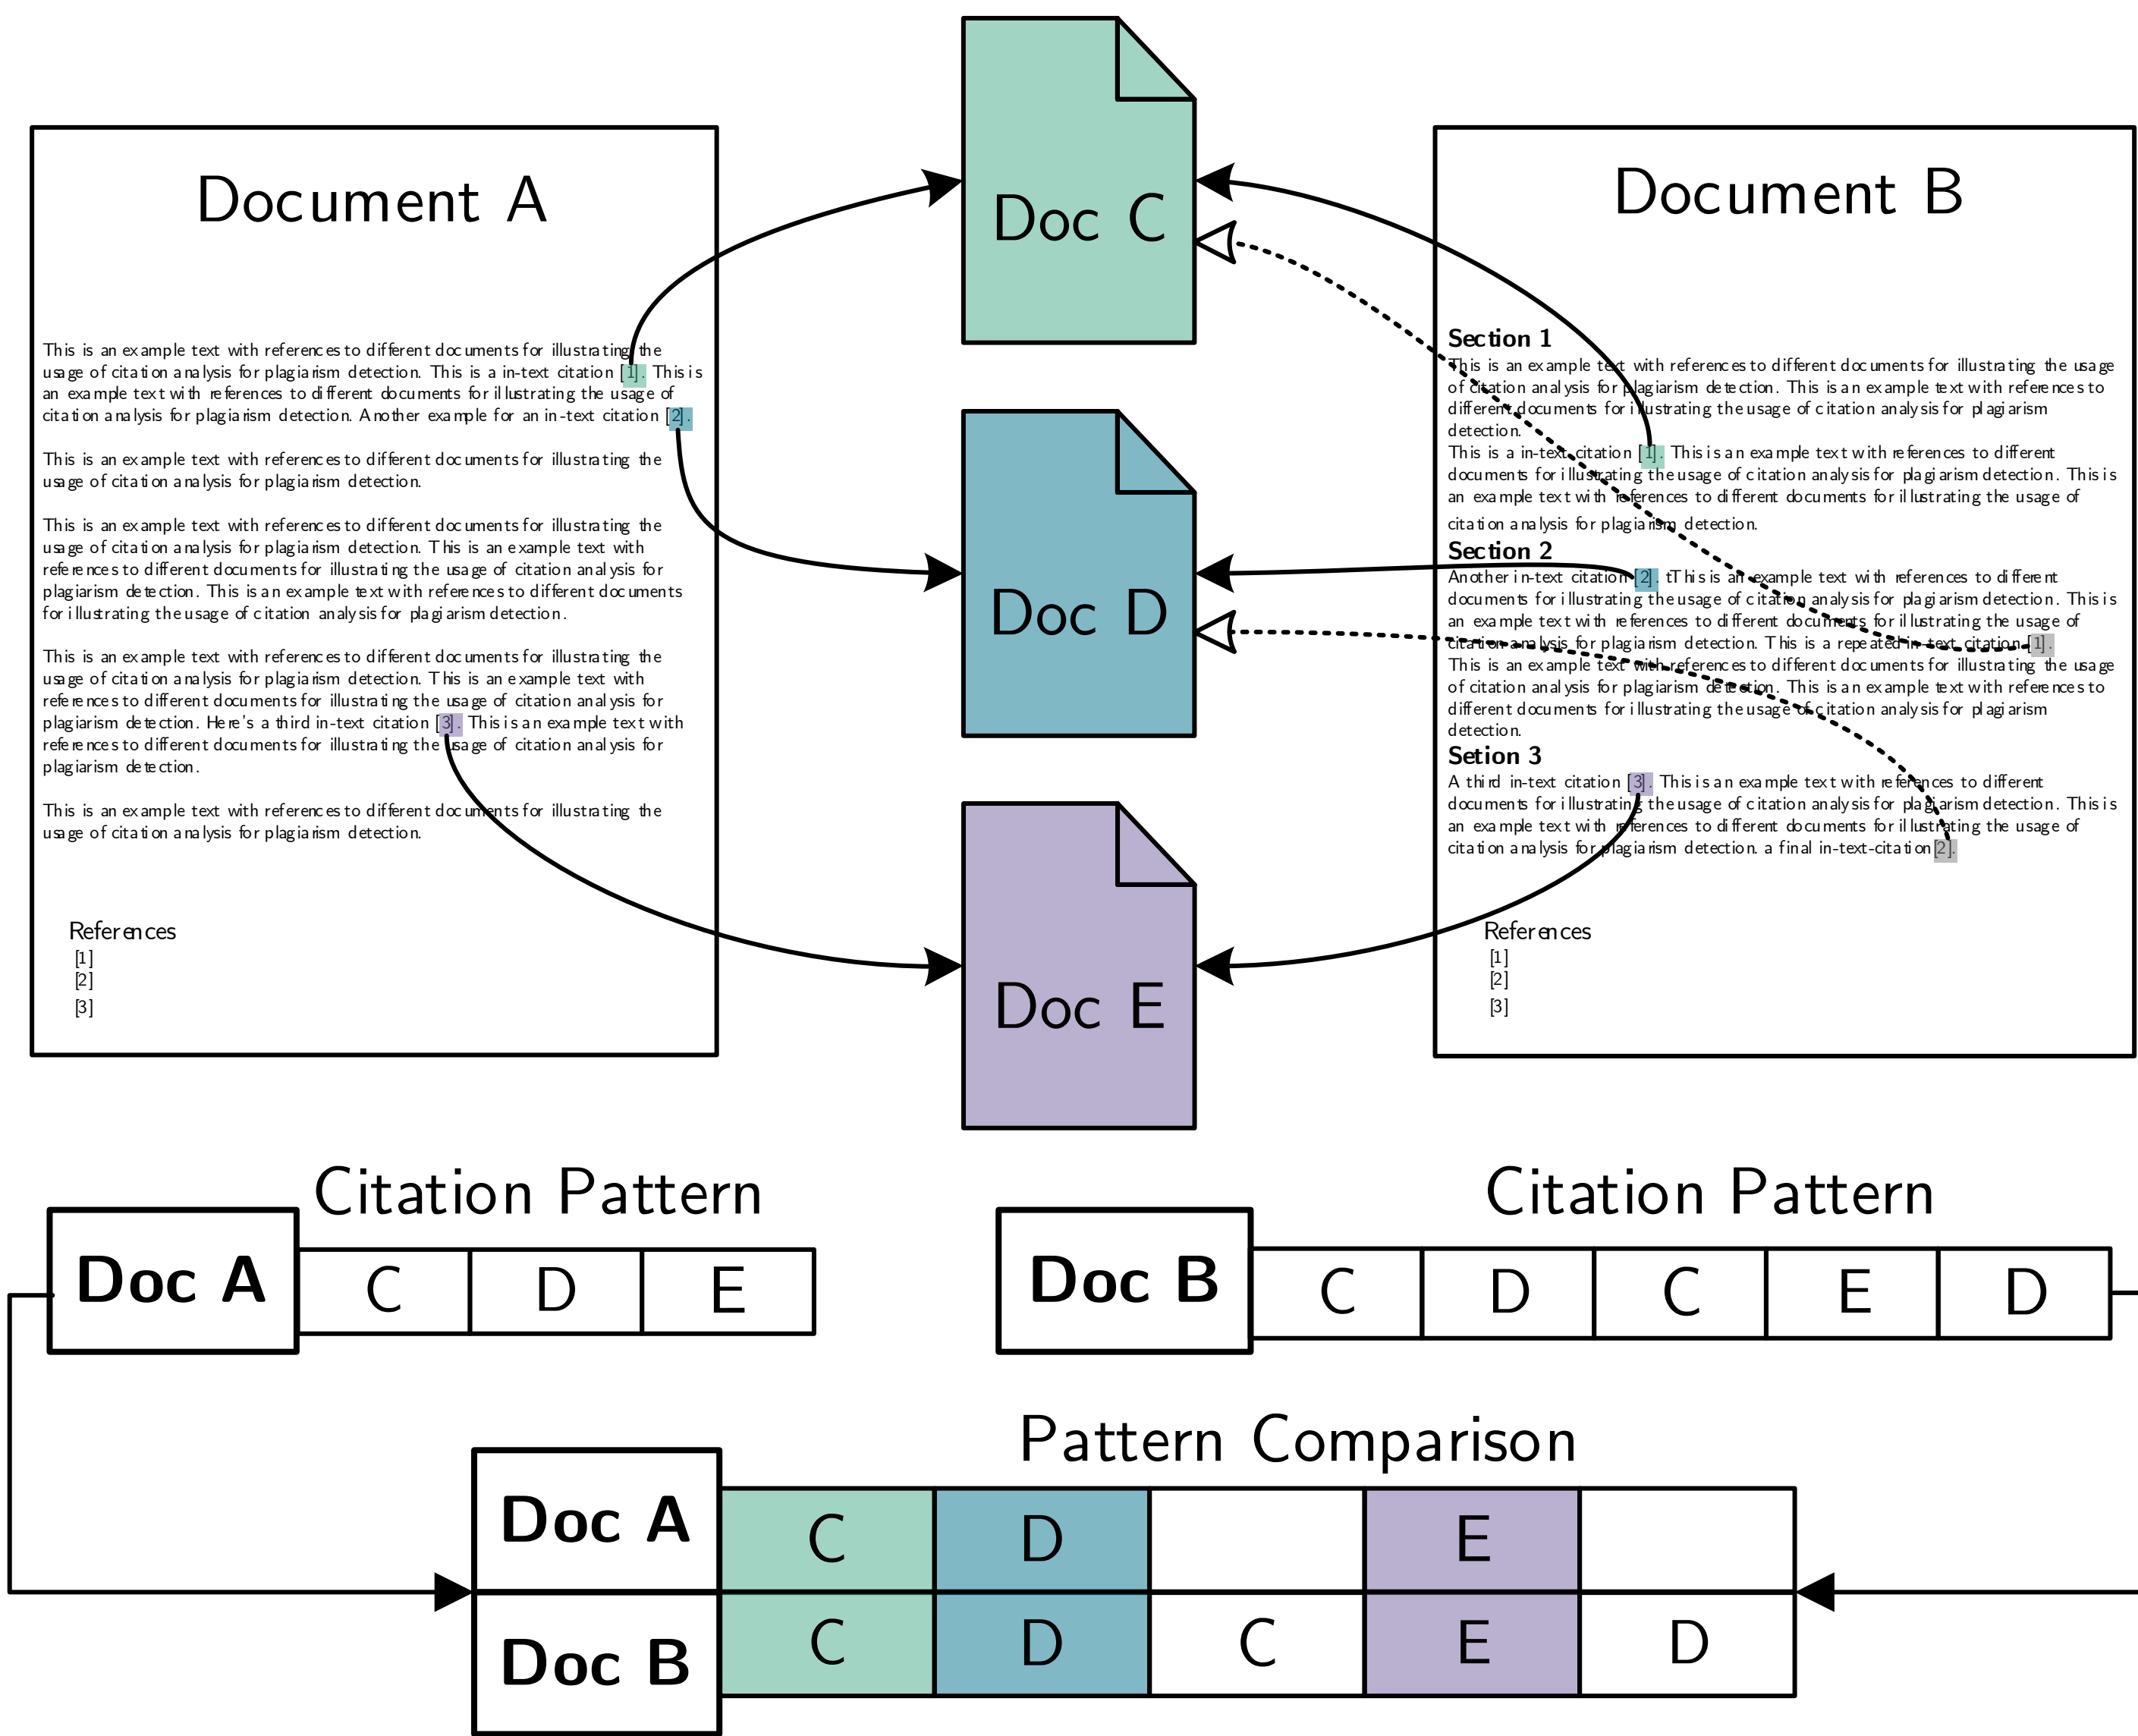 Doc C
Document A
Document B
This is an example text with references to different documents for illustrating the
usage of citation analysis for plagiarism detection. This is a in-text citation [1]. This is
an example text with references to different documents for illustrating the usage of
citation analysis for plagiarism detection. Another example for an in-text citation [2].
This is an example text with references to different documents for illustrating the
usage of citation analysis for plagiarism detection.
This is an example text with references to different documents for illustrating the
usage of citation analysis for plagiarism detection. This is an example text with
references to different documents for illustrating the usage of citation analysis for
plagiarism detection. This is an example text with references to different documents
for illustrating the usage of citation analysis for plagiarism detection.
This is an example text with references to different documents for illustrating the
usage of citation analysis for plagiarism detection. This is an example text with
references to different documents for illustrating the usage of citation analysis for
plagiarism detection. Here's a third in-text citation [3]. This is an example text with
references to different documents for illustrating the usage of citation analysis for
plagiarism detection.
This is an example text with references to different documents for illustrating the
usage of citation analysis for plagiarism detection.
References
[1]
[2]
[3]
Doc D
Doc E
Section 1
This is an example text with references to different documents for illustrating the usage
of citation analysis for plagiarism detection. This is an example text with references to
different documents for illustrating the usage of citation analysis for plagiarism
detection.
This is a in-text citation [1]. This is an example text with references to different
documents for illustrating the usage of citation analysis for plagiarism detection. This is
an example text with references to different documents for illustrating the usage of
citation analysis for plagiarism detection.
Section 2
Another in-text citation [2]. tThis is an example text with references to different
documents for illustrating the usage of citation analysis for plagiarism detection. This is
an example text with references to different documents for illustrating the usage of
citation analysis for plagiarism detection. This is a repeated in-text citation [1].
This is an example text with references to different documents for illustrating the usage
of citation analysis for plagiarism detection. This is an example text with references to
different documents for illustrating the usage of citation analysis for plagiarism
detection.
Setion 3
A third in-text citation [3]. This is an example text with references to different
documents for illustrating the usage of citation analysis for plagiarism detection. This is
an example text with references to different documents for illustrating the usage of
citation analysis for plagiarism detection. a final in-text-citation[2].
References
[1]
[2]
[3]
Citation Pattern
Doc A C D E
Citation Pattern
Doc B C D C E D
Pattern Comparison
Doc A C D E
Doc B C D C E D